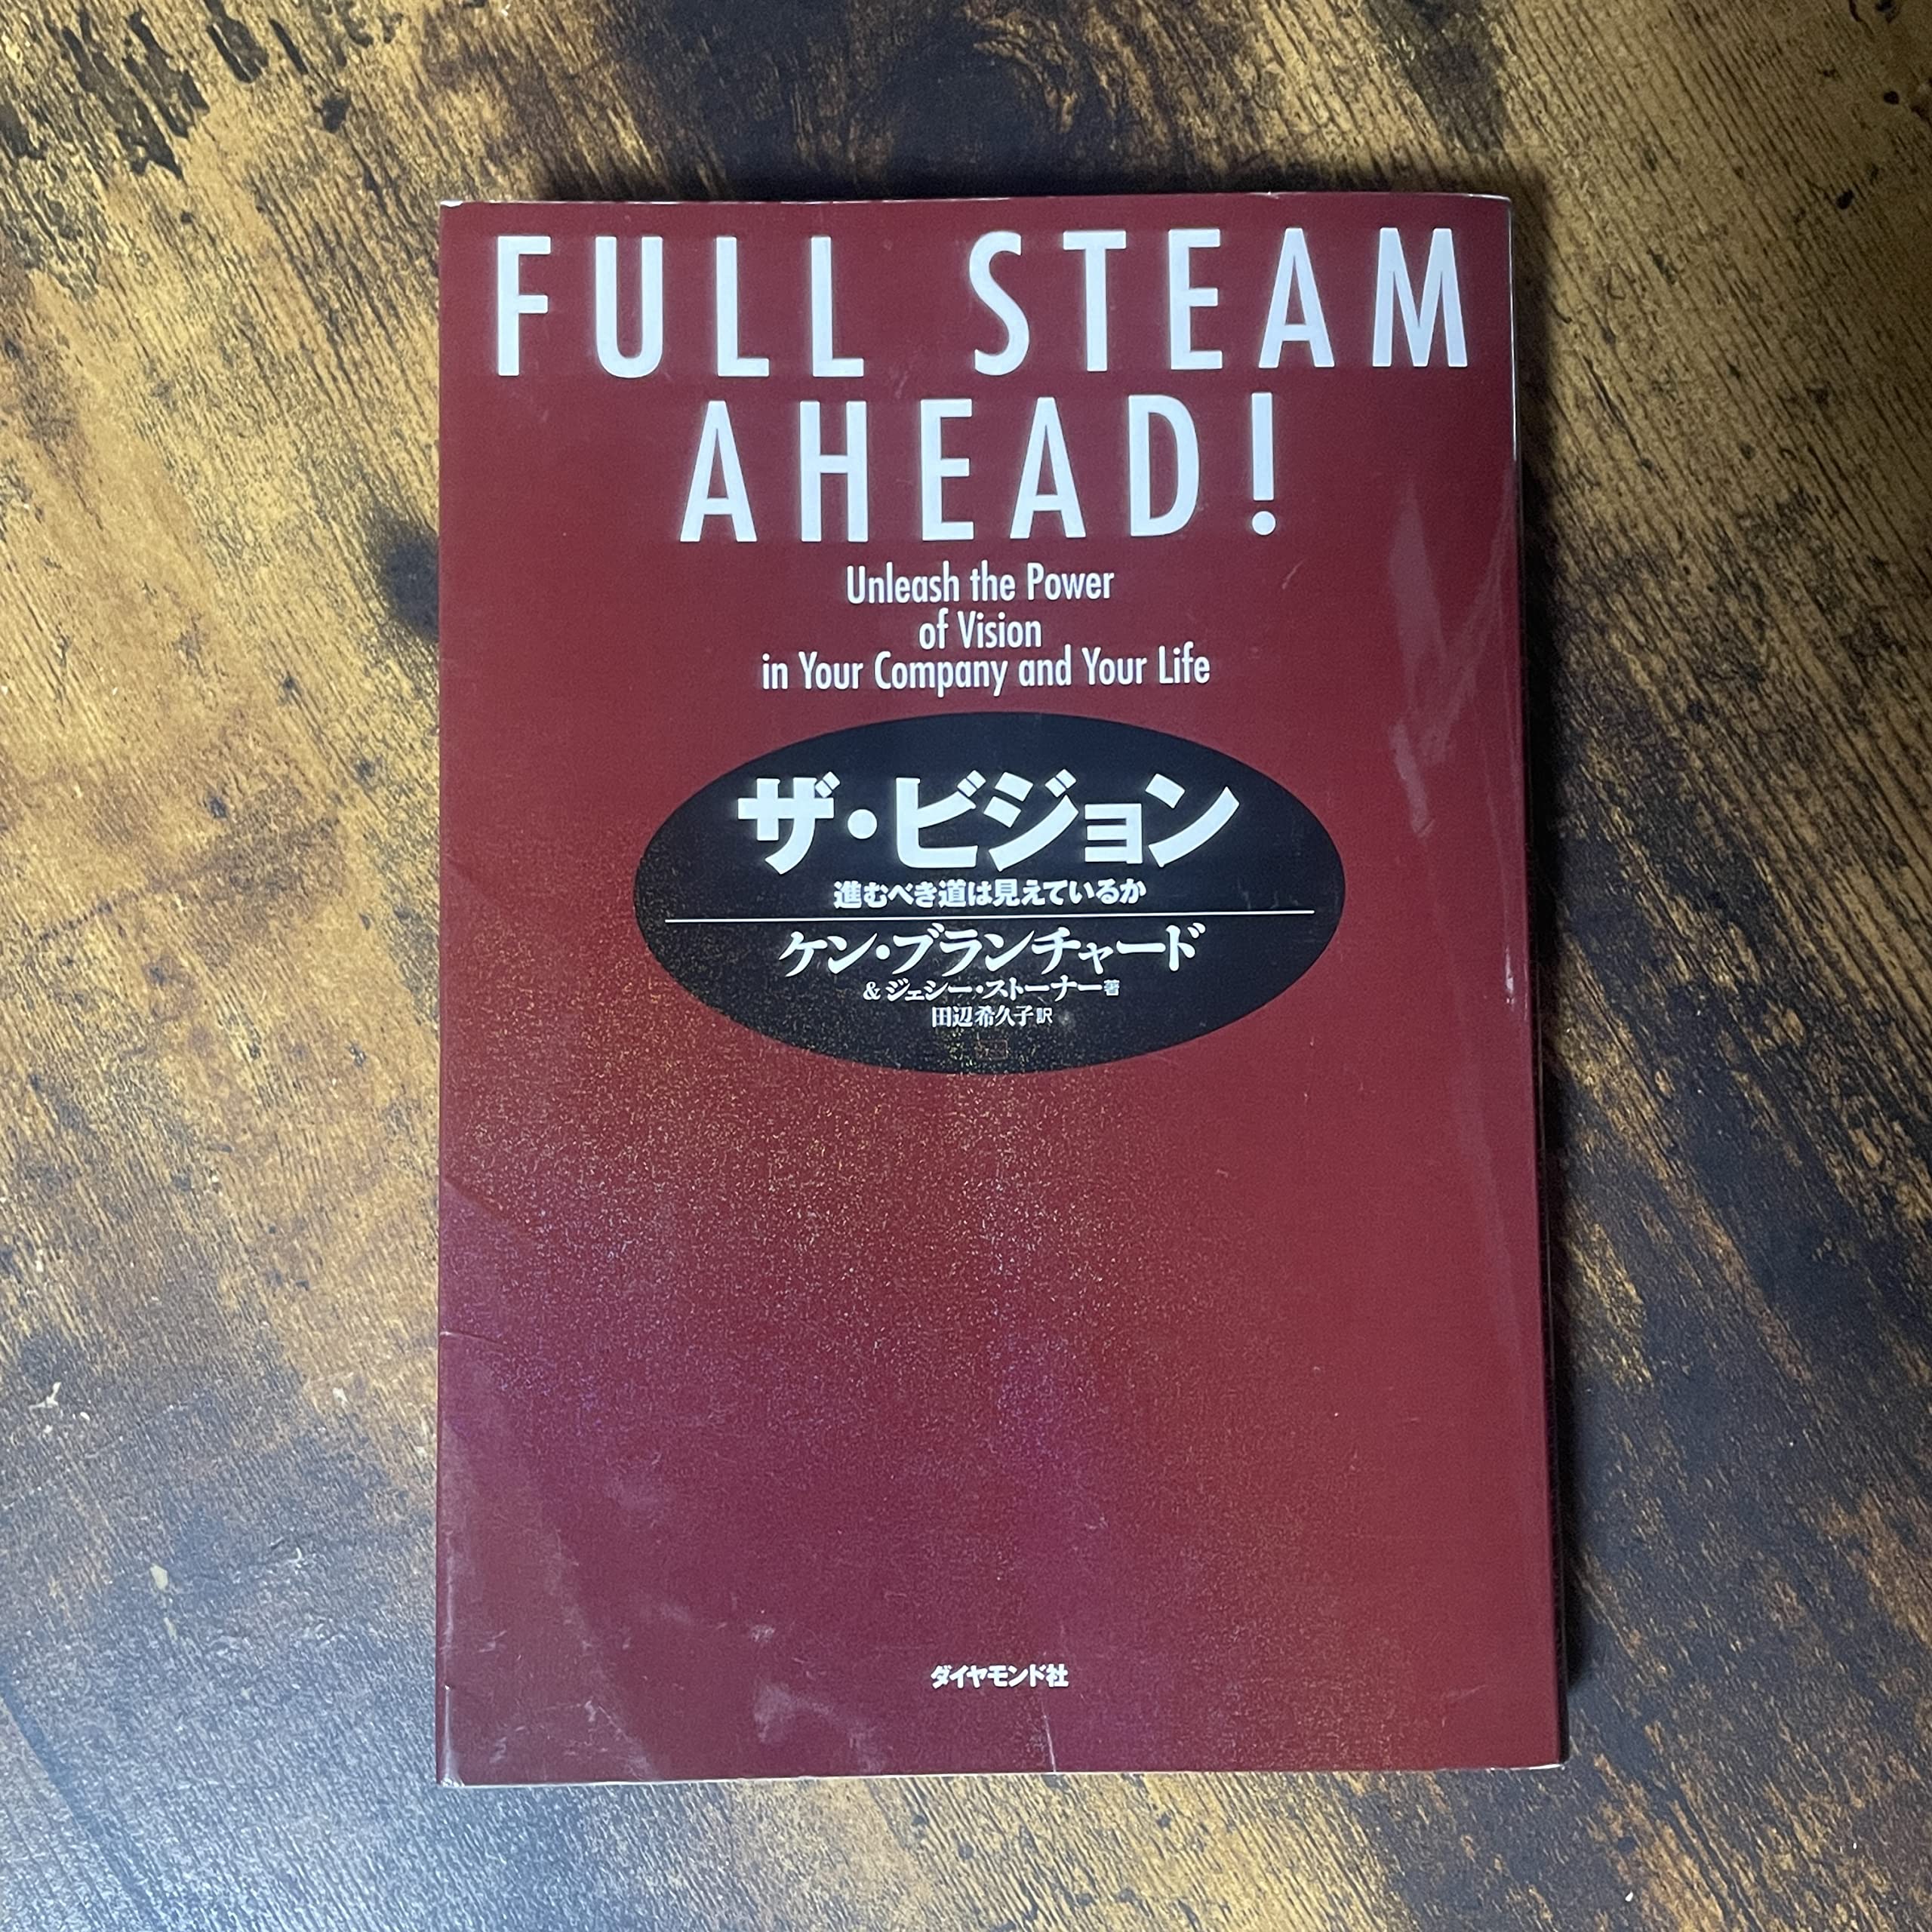 FULL STEAM
AHEAD!
Unleash the Power
of Vision
in Your Company and Your Life
ザ・ビジョン
進むべき道は見えているか
ケン・ブランチャード
&ジェシー・ストーナー著
田辺希久子訳
ダイヤモンド社